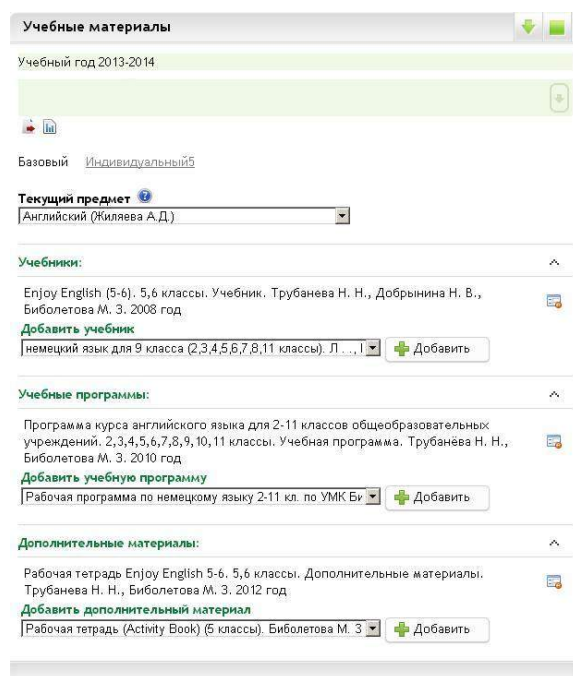 Учебные материалы
Учебный год 2013-2014
Базовый Индивидуальный5
Текущий предмет
Английский (Жиляева А.Д.)
Учебники:
Enjoy English (5-6). 5,6 классы. Учебник. Трубанева Н. Н., Добрынина Н. В.,
Биболетова М. З. 2008 год
Добавить учебник
немецкий язык для 9 класса (2,3,4,5,6,7,8,11 классы). Л ..., І Добавить
Учебные программы:
Программа курса английского языка для 2-11 классов общеобразовательных
учреждений. 2,3,4,5,6,7,8,9,10,11 классы. Учебная программа. Трубанёва Н. Н.,
Биболетова М. З. 2010 год
Добавить учебную программу
Рабочая программа по немецкому языку 2-11 кл. по УМК Би Добавить
Дополнительные материалы:
Рабочая тетрадь Enjoy English 5-6. 5,6 классы. Дополнительные материалы.
Трубанева Н. Н., Биболетова М. З. 2012 год
Добавить дополнительный материал
Рабочая тетрадь (Activity Book) (5 классы). Биболетова М. З Добавить